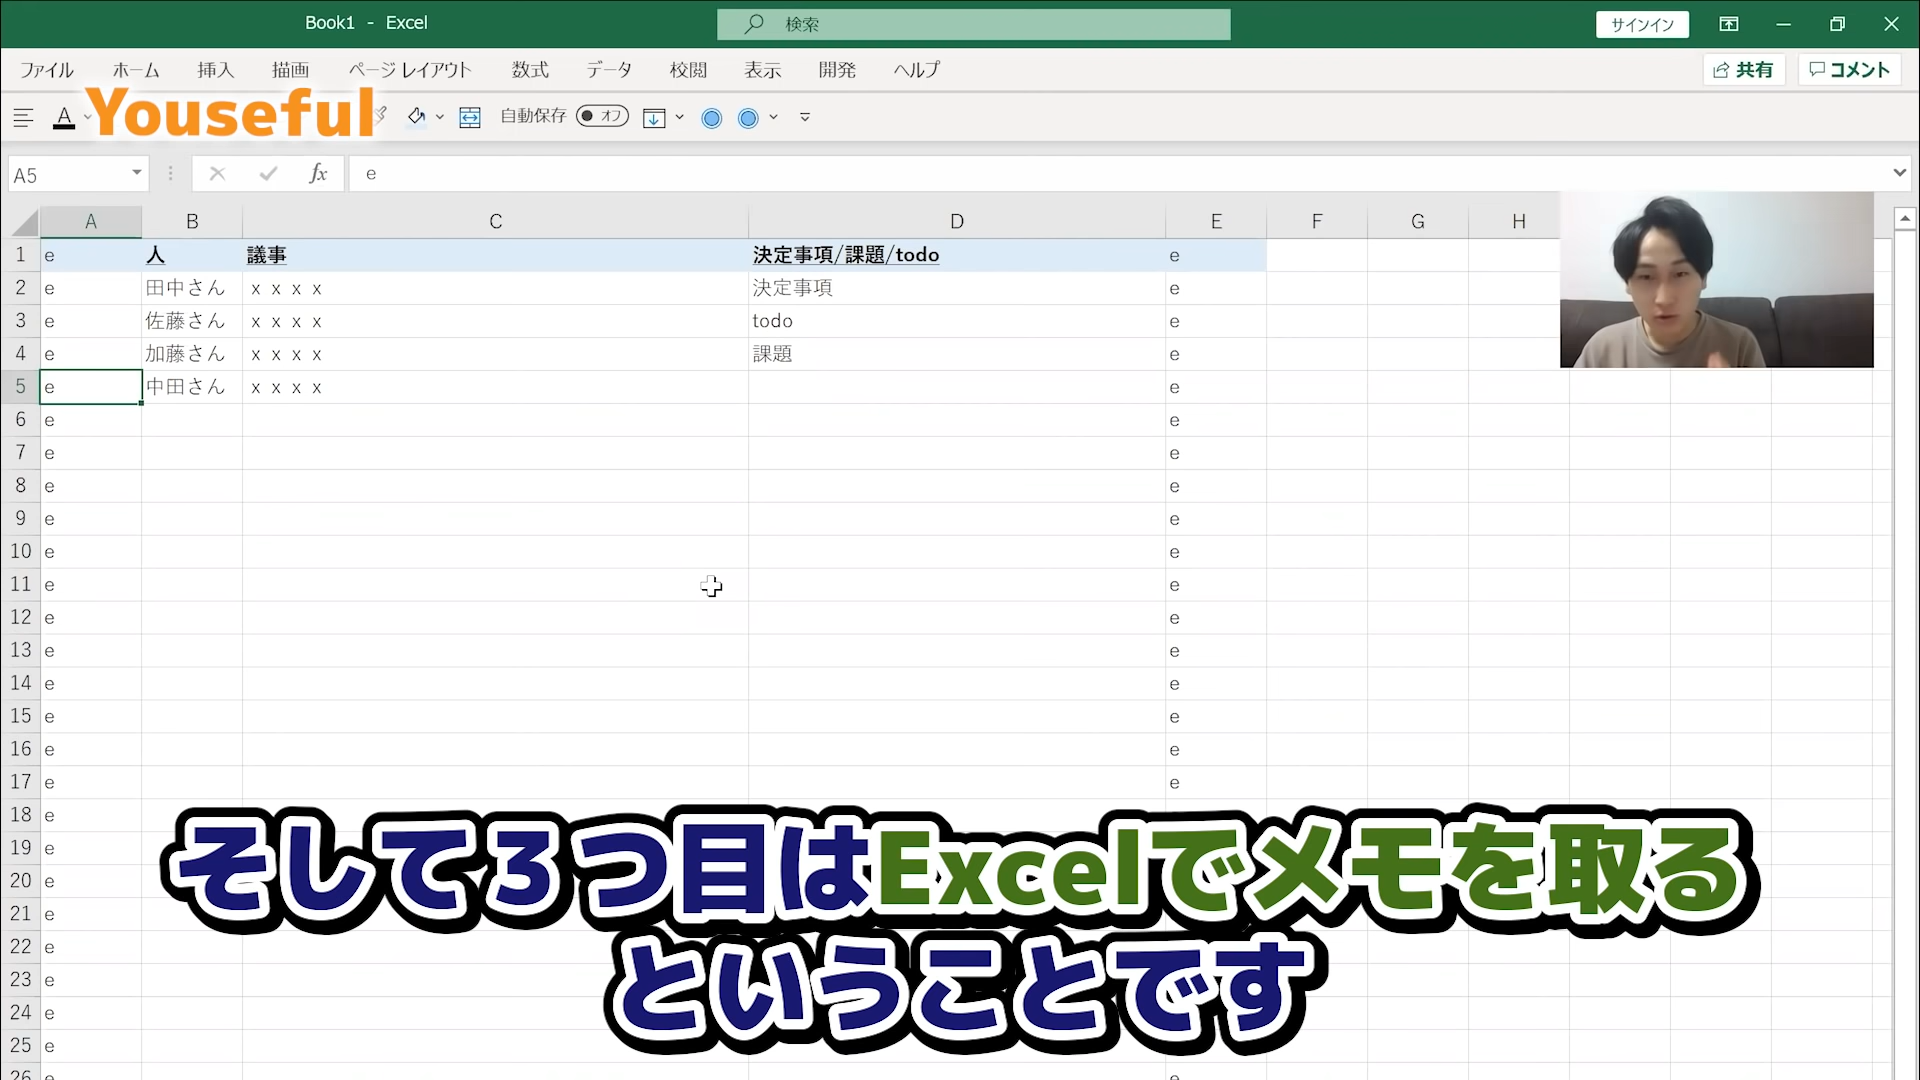 Book1 - Excel
検索
サインイン
ファイル ホーム 挿入 描画 ページ レイアウト 数式 データ 校閲 表示 開発 ヘルプ
共有 コメント
Youseful
A 自動保存 オフ
A5 fx e
A B C D E F G H
1 e 人 議事 決定事項/課題/todo e
2 e 田中さん ｘｘｘｘ 決定事項 e
3 e 佐藤さん ｘｘｘｘ todo e
4 e 加藤さん ｘｘｘｘ 課題 e
5 e 中田さん ｘｘｘｘ e
6 e e
7 e e
8 e e
9 e e
10 e e
11 e e
12 e e
13 e e
14 e e
15 e e
16 e e
17 e e
18 e
19 e
20 e
21 e
22 e
23 e
24 e
25 e
26 e e
そして３つ目はExcelでメモを取る
ということです